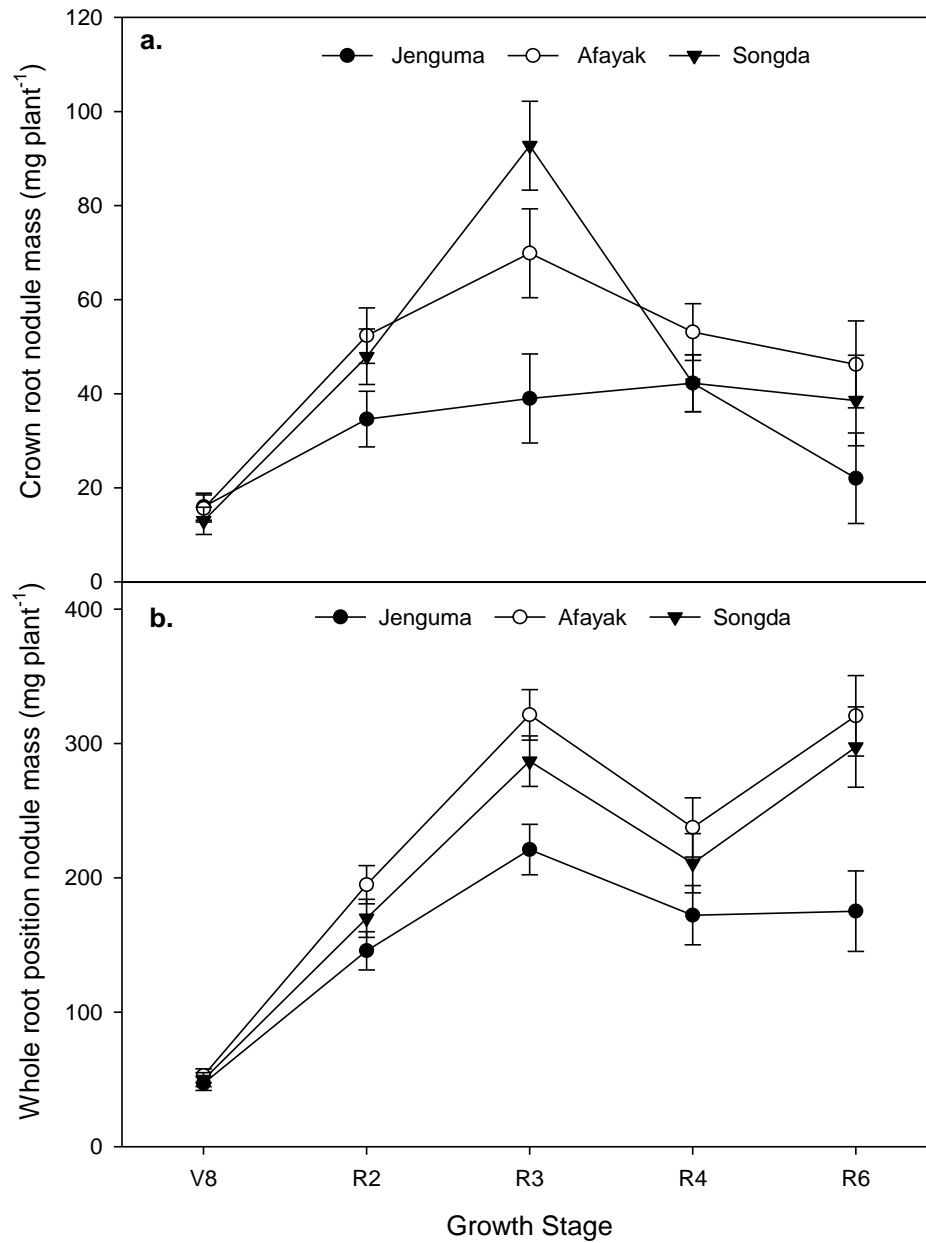 a.
Jenguma Afayak Songda
120
100
80
60
40
20
0
Crown root nodule mass (mg plant⁻¹)
b.
Jenguma Afayak Songda
400
300
200
100
0
Whole root position nodule mass (mg plant⁻¹)
V8 R2 R3 R4 R6
Growth Stage